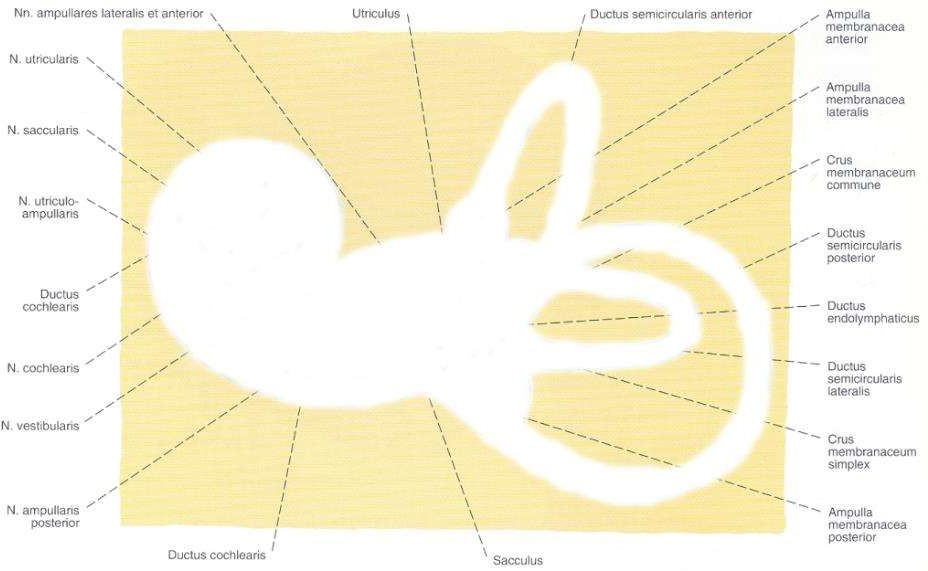 Nn. ampullares lateralis et anterior
Utriculus
Ductus semicircularis anterior
Ampulla
membranacea
anterior
N. utricularis
Ampulla
membranacea
lateralis
N. saccularis
Crus
membranaceum
commune
N. utriculo-
ampullaris
Ductus
semicircularis
posterior
Ductus
cochlearis
Ductus
endolymphaticus
N. cochlearis
Ductus
semicircularis
lateralis
N. vestibularis
Crus
membranaceum
simplex
N. ampullaris
posterior
Ampulla
membranacea
posterior
Ductus cochlearis
Sacculus